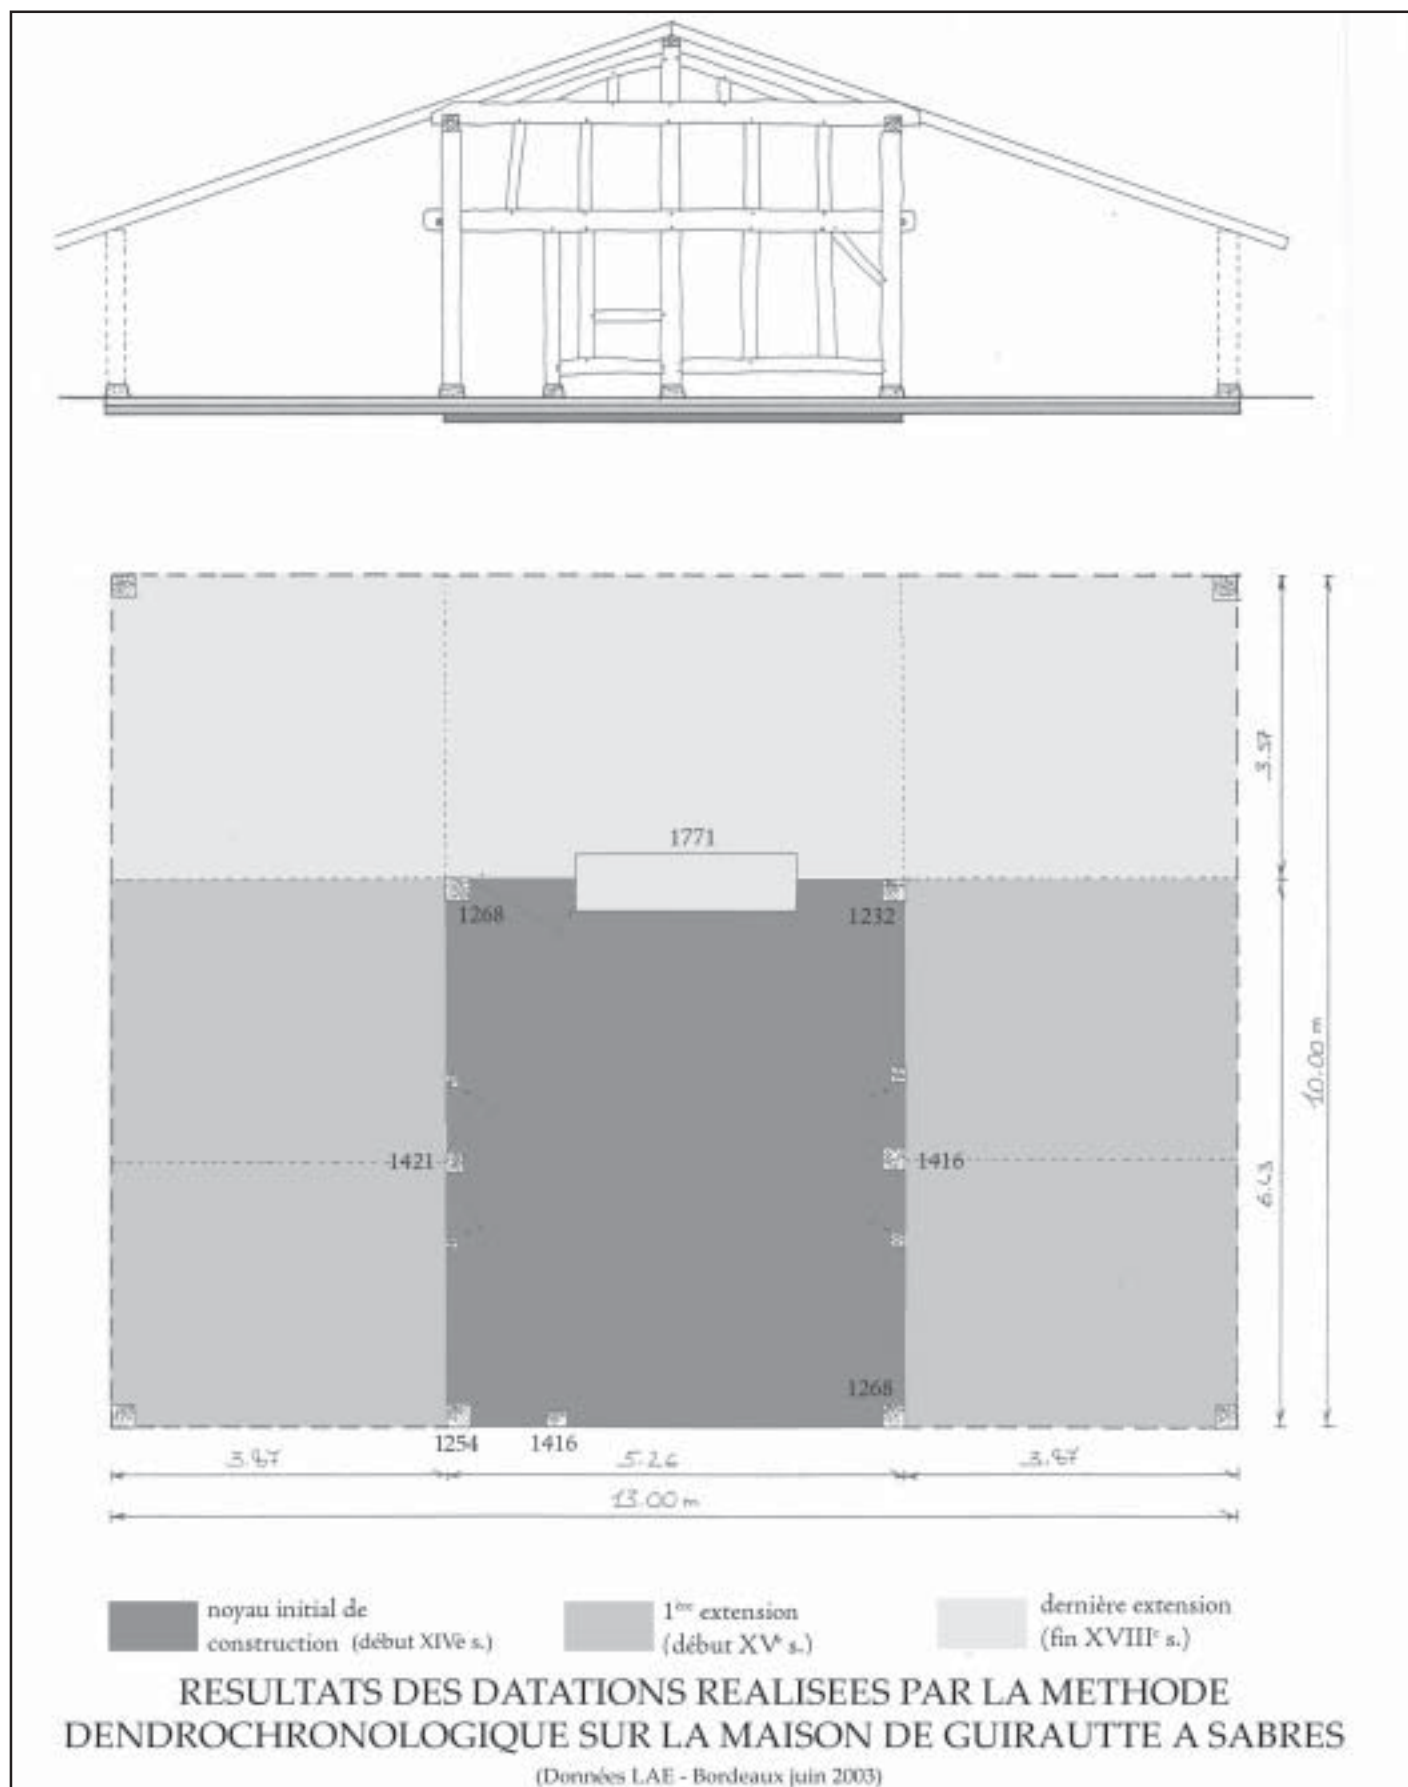 1771
3.57
1268
1232
10.00 m
1421
1416
6.43
1268
1254
1416
3.87
5.26
3.87
13.00 m
noyau initial de
construction (début XIVe s.)
1ère extension
(début XVe s.)
dernière extension
(fin XVIIIe s.)
RESULTATS DES DATATIONS REALISEES PAR LA METHODE
DENDROCHRONOLOGIQUE SUR LA MAISON DE GUIRAUTTE A SABRES
(Données LAE - Bordeaux juin 2003)